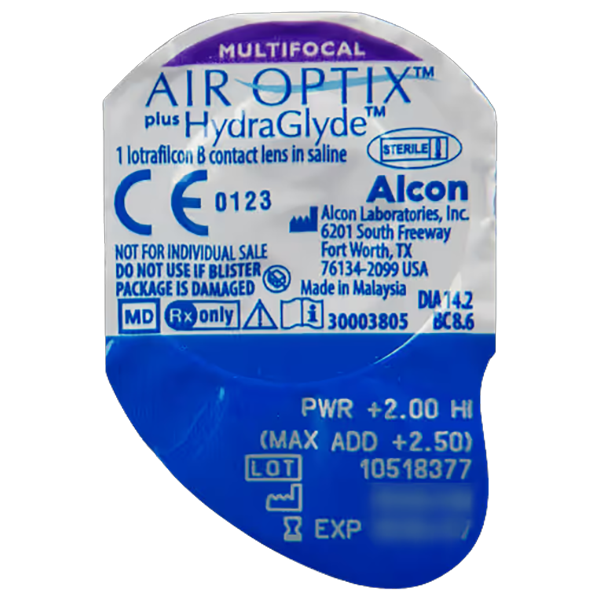 MULTIFOCAL
AIR OPTIX™
plus HydraGlyde™
1 lotrafilcon B contact lens in saline
STERILE
CE 0123
Alcon
Alcon Laboratories, Inc.
6201 South Freeway
Fort Worth, TX
76134-2099 USA
Made in Malaysia
NOT FOR INDIVIDUAL SALE
DO NOT USE IF BLISTER
PACKAGE IS DAMAGED
DIA 14.2
BC 8.6
MD Rx only i 30003805
PWR +2.00 HI
(MAX ADD +2.50)
LOT 10518377
EXP